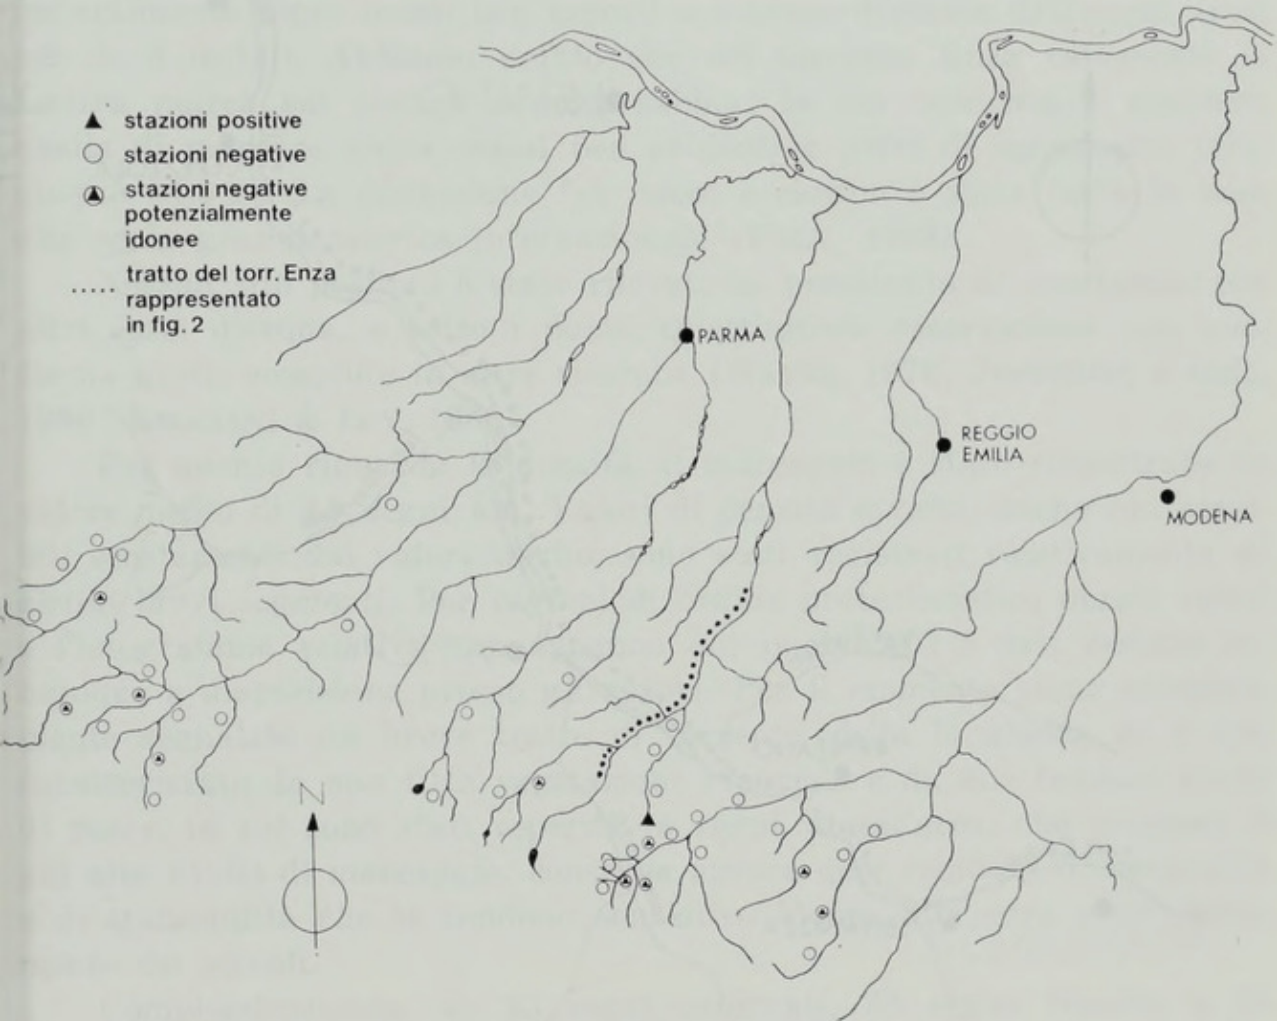 stazioni positive
stazioni negative
stazioni negative
potenzialmente
idonee
tratto del torr. Enza
rappresentato
in fig. 2
PARMA
REGGIO
EMILIA
MODENA
N